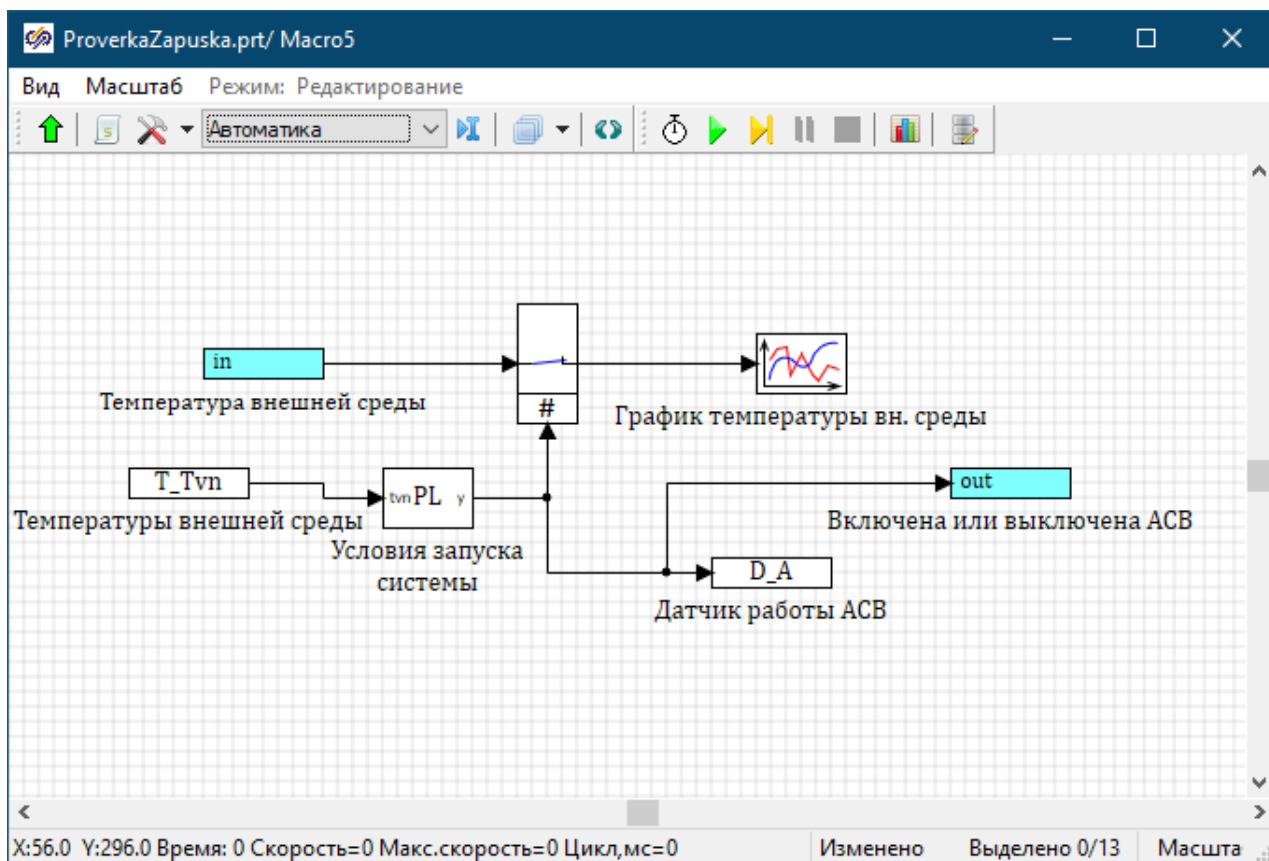 ProverkaZapuska.prt/ Macro5
Вид Масштаб Режим: Редактирование
Автоматика
in
Температура внешней среды
#
График температуры вн. среды
T_Tvn
Температуры внешней среды
tvn PL y
Условия запуска
системы
out
Включена или выключена АСВ
D_A
Датчик работы АСВ
X:56.0 Y:296.0 Время: 0 Скорость=0 Макс.скорость=0 Цикл,мс=0 Изменено Выделено 0/13 Масшта